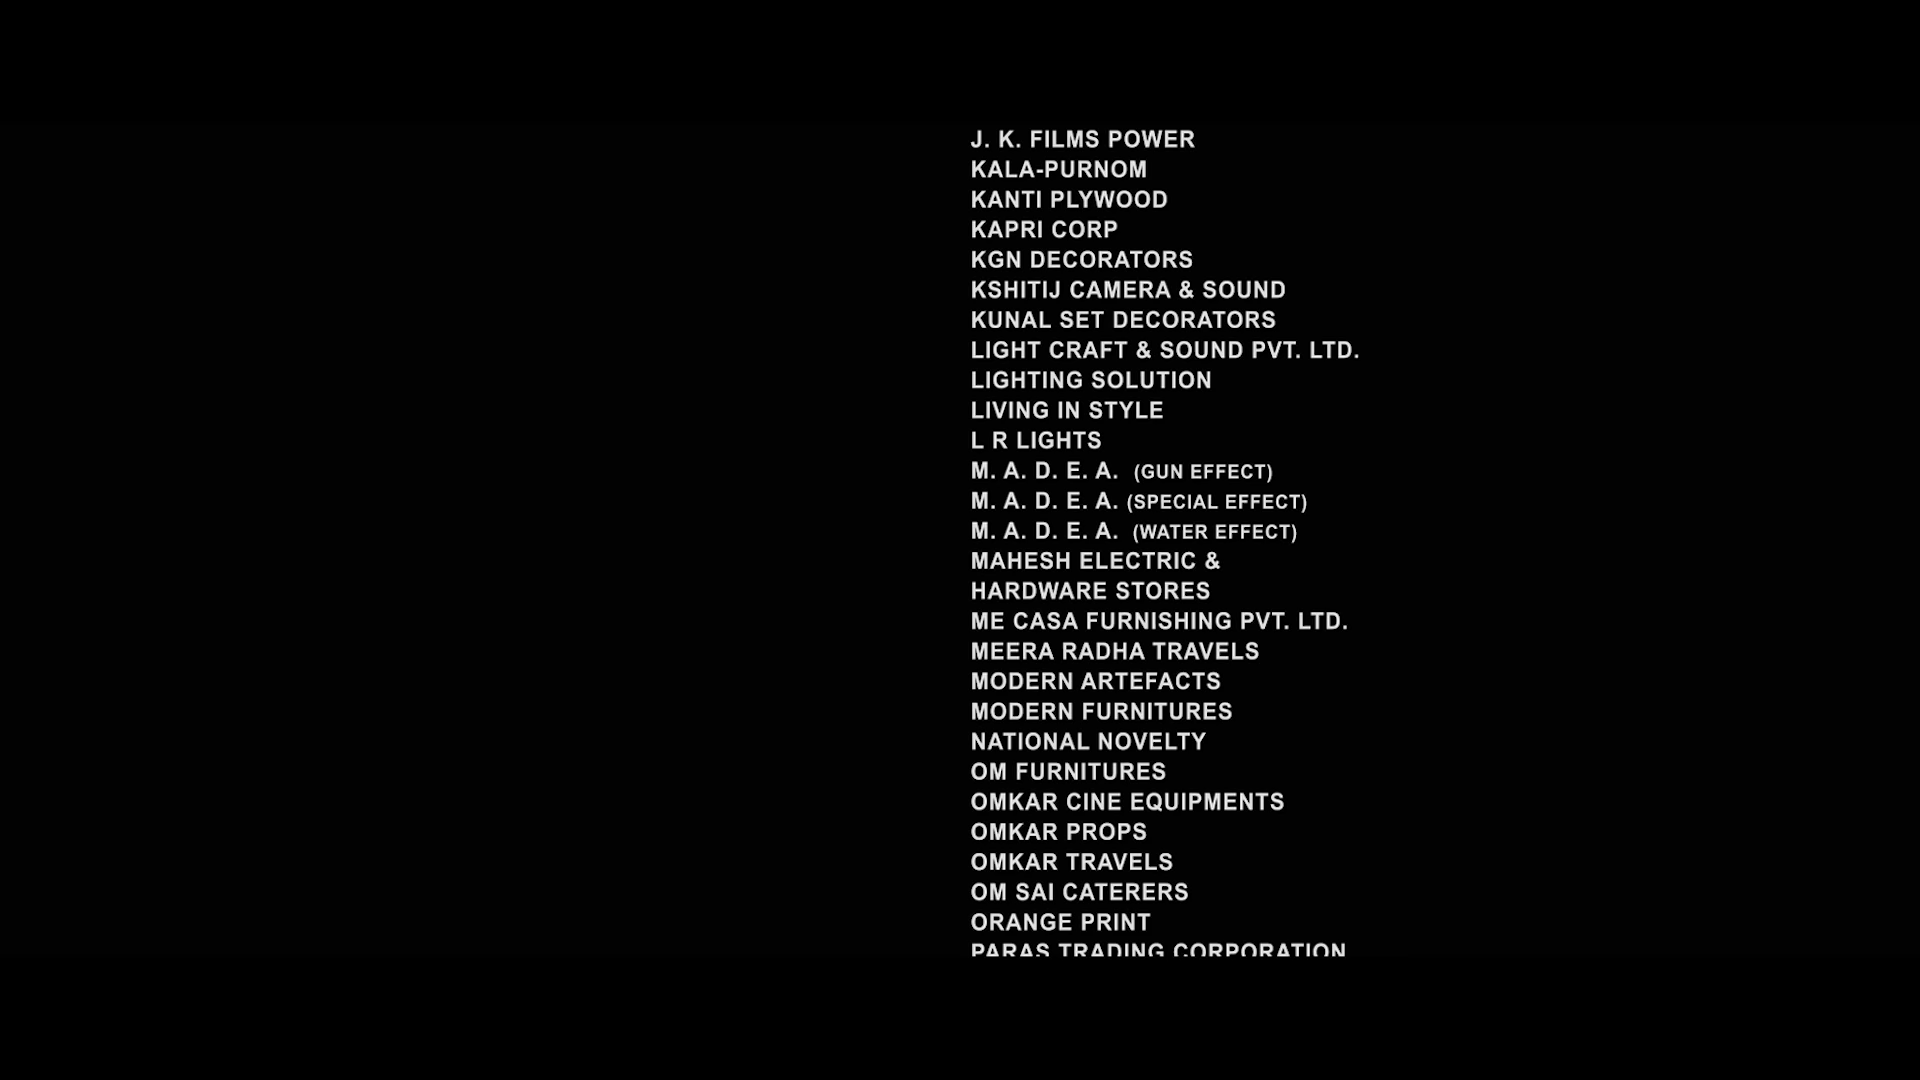 J. K. FILMS POWER
KALA-PURNOM
KANTI PLYWOOD
KAPRI CORP
KGN DECORATORS
KSHITIJ CAMERA & SOUND
KUNAL SET DECORATORS
LIGHT CRAFT & SOUND PVT. LTD.
LIGHTING SOLUTION
LIVING IN STYLE
L R LIGHTS
M. A. D. E. A. (GUN EFFECT)
M. A. D. E. A. (SPECIAL EFFECT)
M. A. D. E. A. (WATER EFFECT)
MAHESH ELECTRIC &
HARDWARE STORES
ME CASA FURNISHING PVT. LTD.
MEERA RADHA TRAVELS
MODERN ARTEFACTS
MODERN FURNITURES
NATIONAL NOVELTY
OM FURNITURES
OMKAR CINE EQUIPMENTS
OMKAR PROPS
OMKAR TRAVELS
OM SAI CATERERS
ORANGE PRINT
PARAS TRADING CORPORATION